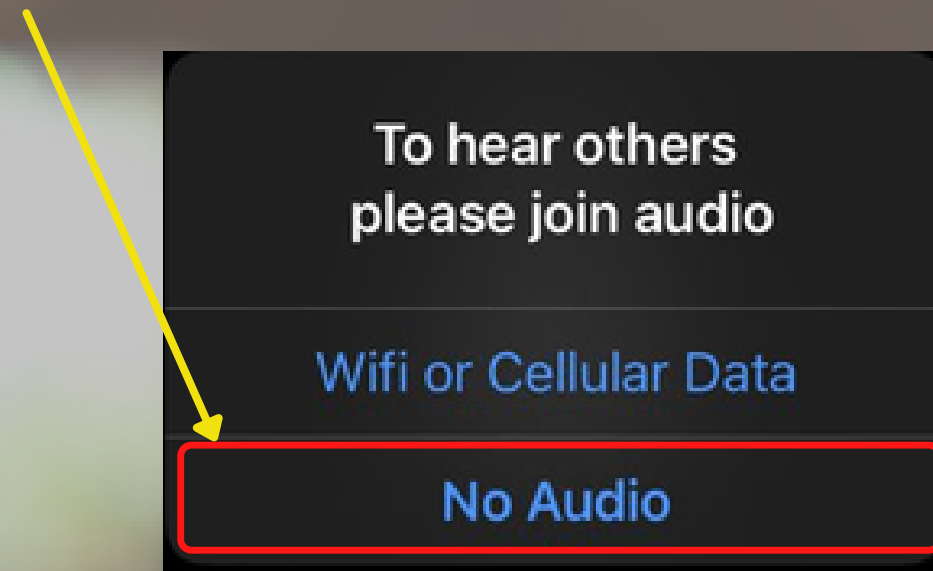 To hear others
please join audio
Wifi or Cellular Data
No Audio